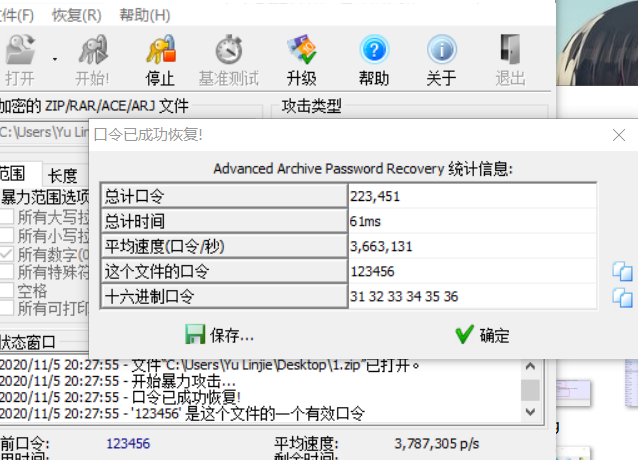 文件(F) 恢复(R) 帮助(H)
打开 开始! 停止 基准测试 升级 帮助 关于 退出
加密的 ZIP/RAR/ACE/ARJ 文件 攻击类型
C:\Users\Yu Linjie
口令已成功恢复!
Advanced Archive Password Recovery 统计信息:
范围 长度
暴力范围选项
所有大写拉
所有小写拉
所有数字(0
所有特殊符
空格
所有可打印
总计口令 223,451
总计时间 61ms
平均速度(口令/秒) 3,663,131
这个文件的口令 123456
十六进制口令 31 32 33 34 35 36
保存... 确定
状态窗口
2020/11/5 20:27:55 - 文件"C:\Users\Yu Linjie\Desktop\1.zip"已打开。
2020/11/5 20:27:55 - 开始暴力攻击...
2020/11/5 20:27:55 - 口令已成功恢复!
2020/11/5 20:27:55 - '123456' 是这个文件的一个有效口令
前口令: 123456 平均速度: 3,787,305 p/s